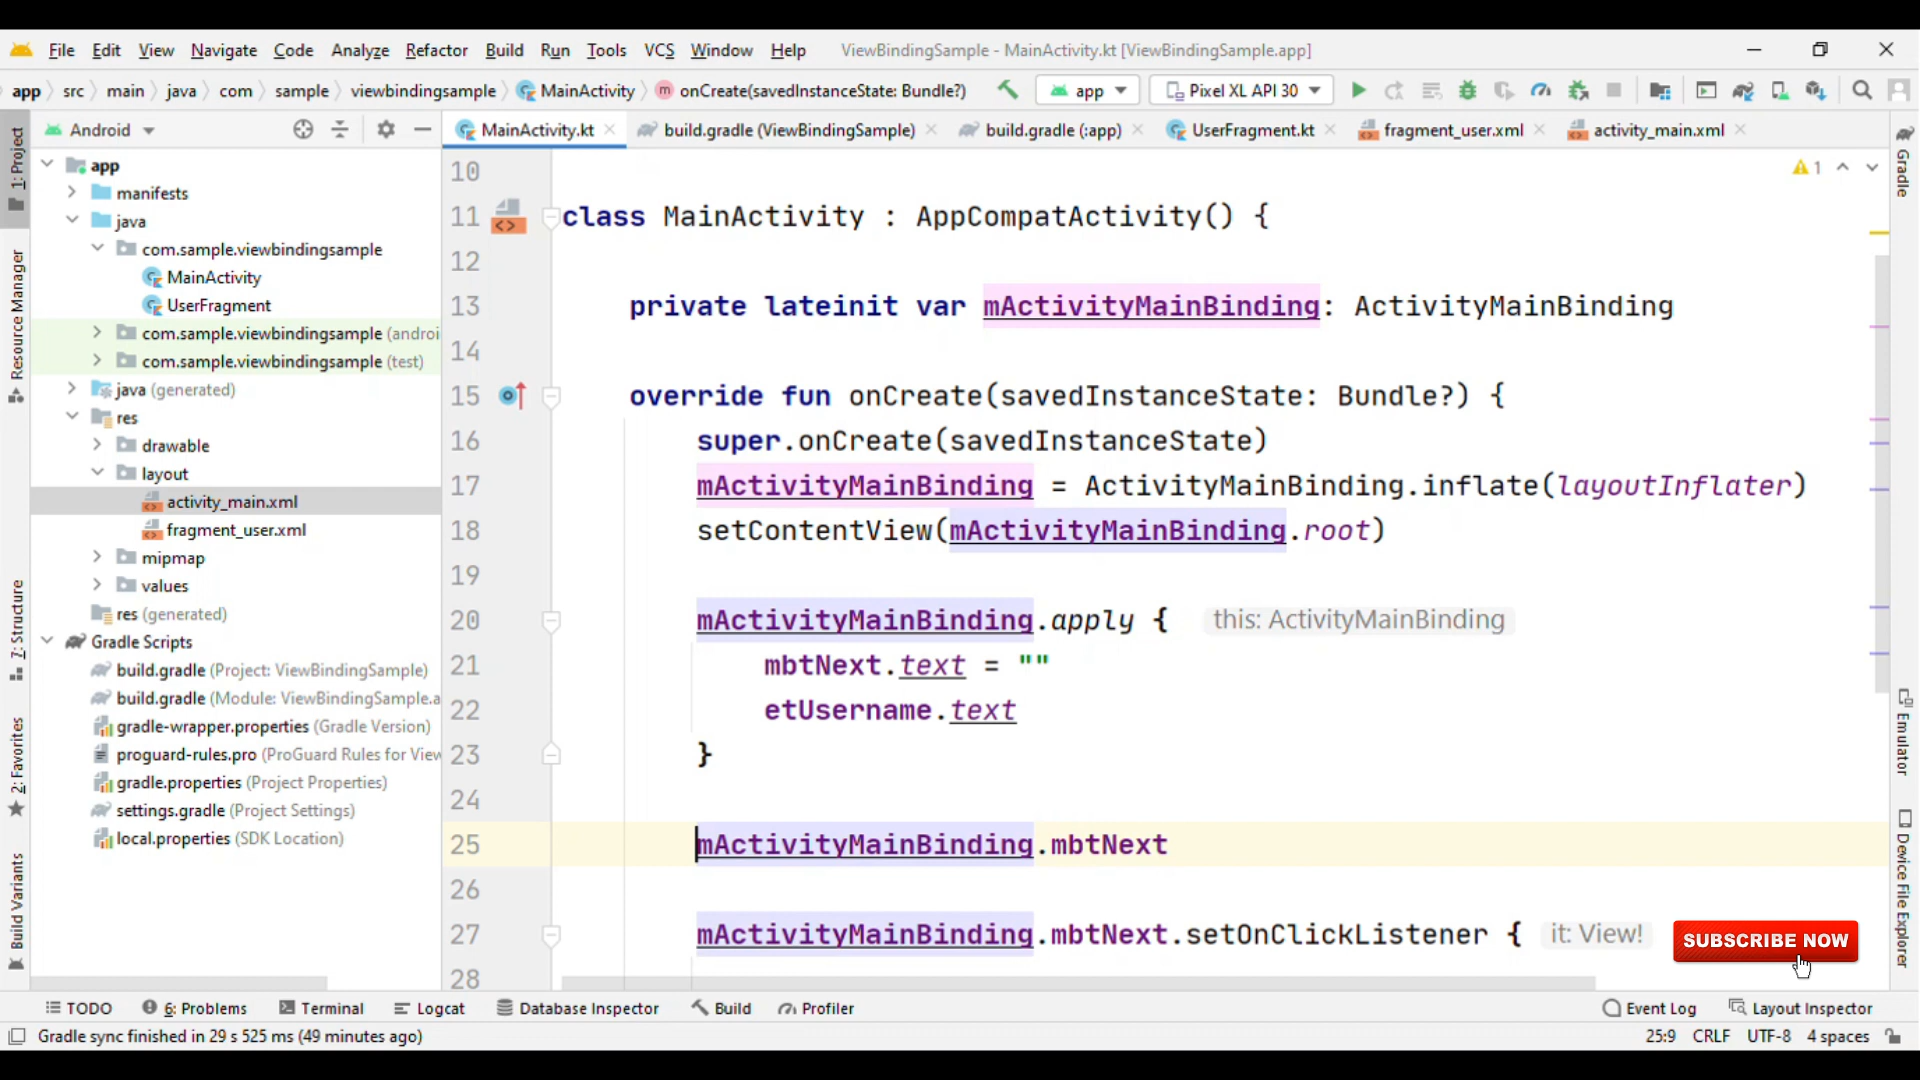 File Edit View Navigate Code Analyze Refactor Build Run Tools VCS Window Help ViewBindingSample - MainActivity.kt [ViewBindingSample.app]
app src main java com sample viewbindingsample MainActivity onCreate(savedInstanceState: Bundle?) app Pixel XL API 30
Android MainActivity.kt build.gradle (ViewBindingSample) build.gradle (:app) UserFragment.kt fragment_user.xml activity_main.xml
1: Project
Resource Manager
7: Structure
2: Favorites
Build Variants
app
manifests
java
com.sample.viewbindingsample
MainActivity
UserFragment
com.sample.viewbindingsample (androi
com.sample.viewbindingsample (test)
java (generated)
res
drawable
layout
activity_main.xml
fragment_user.xml
mipmap
values
res (generated)
Gradle Scripts
build.gradle (Project: ViewBindingSample)
build.gradle (Module: ViewBindingSample.a
gradle-wrapper.properties (Gradle Version)
proguard-rules.pro (ProGuard Rules for View
gradle.properties (Project Properties)
settings.gradle (Project Settings)
local.properties (SDK Location)
10
11 class MainActivity : AppCompatActivity() {
12
13 private lateinit var mActivityMainBinding: ActivityMainBinding
14
15 override fun onCreate(savedInstanceState: Bundle?) {
16 super.onCreate(savedInstanceState)
17 mActivityMainBinding = ActivityMainBinding.inflate(layoutInflater)
18 setContentView(mActivityMainBinding.root)
19
20 mActivityMainBinding.apply { this: ActivityMainBinding
21 mbtNext.text = ""
22 etUsername.text
23 }
24
25 mActivityMainBinding.mbtNext
26
27 mActivityMainBinding.mbtNext.setOnClickListener { it: View!
28
1
SUBSCRIBE NOW
Gradle
Emulator
Device File Explorer
TODO 6: Problems Terminal Logcat Database Inspector Build Profiler Event Log Layout Inspector
Gradle sync finished in 29 s 525 ms (49 minutes ago) 25:9 CRLF UTF-8 4 spaces